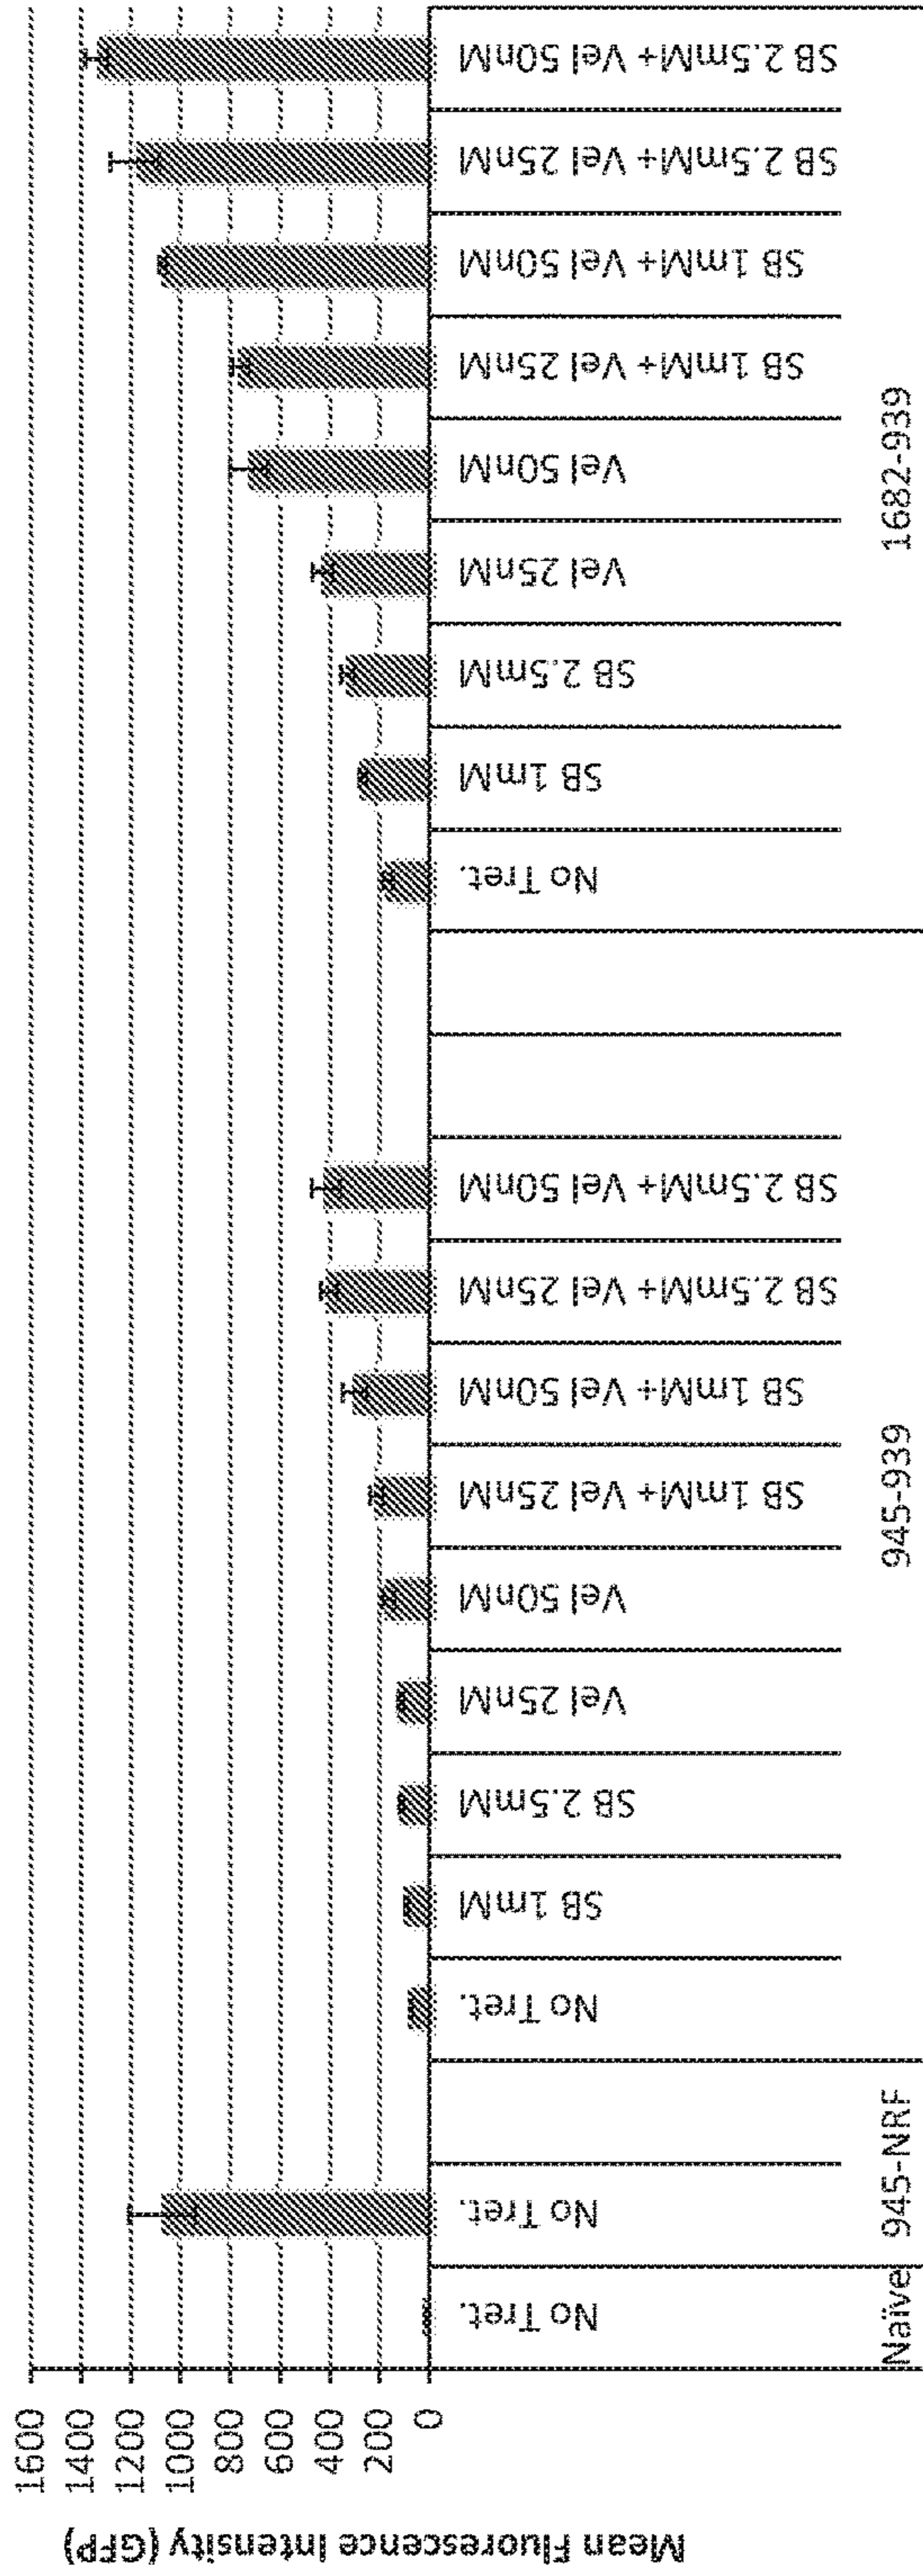 Mean Fluorescence Intensity (GFP)
1600
1400
1200
1000
800
600
400
200
0
No Tret.
No Tret.
No Tret.
SB 1mM
SB 2.5mM
Vel 25nM
Vel 50nM
SB 1mM+ Vel 25nM
SB 1mM+ Vel 50nM
SB 2.5mM+ Vel 25nM
SB 2.5mM+ Vel 50nM
No Tret.
SB 1mM
SB 2.5mM
Vel 25nM
Vel 50nM
SB 1mM+ Vel 25nM
SB 1mM+ Vel 50nM
SB 2.5mM+ Vel 25nM
SB 2.5mM+ Vel 50nM
Naïve
945-NRF
945-939
1682-939